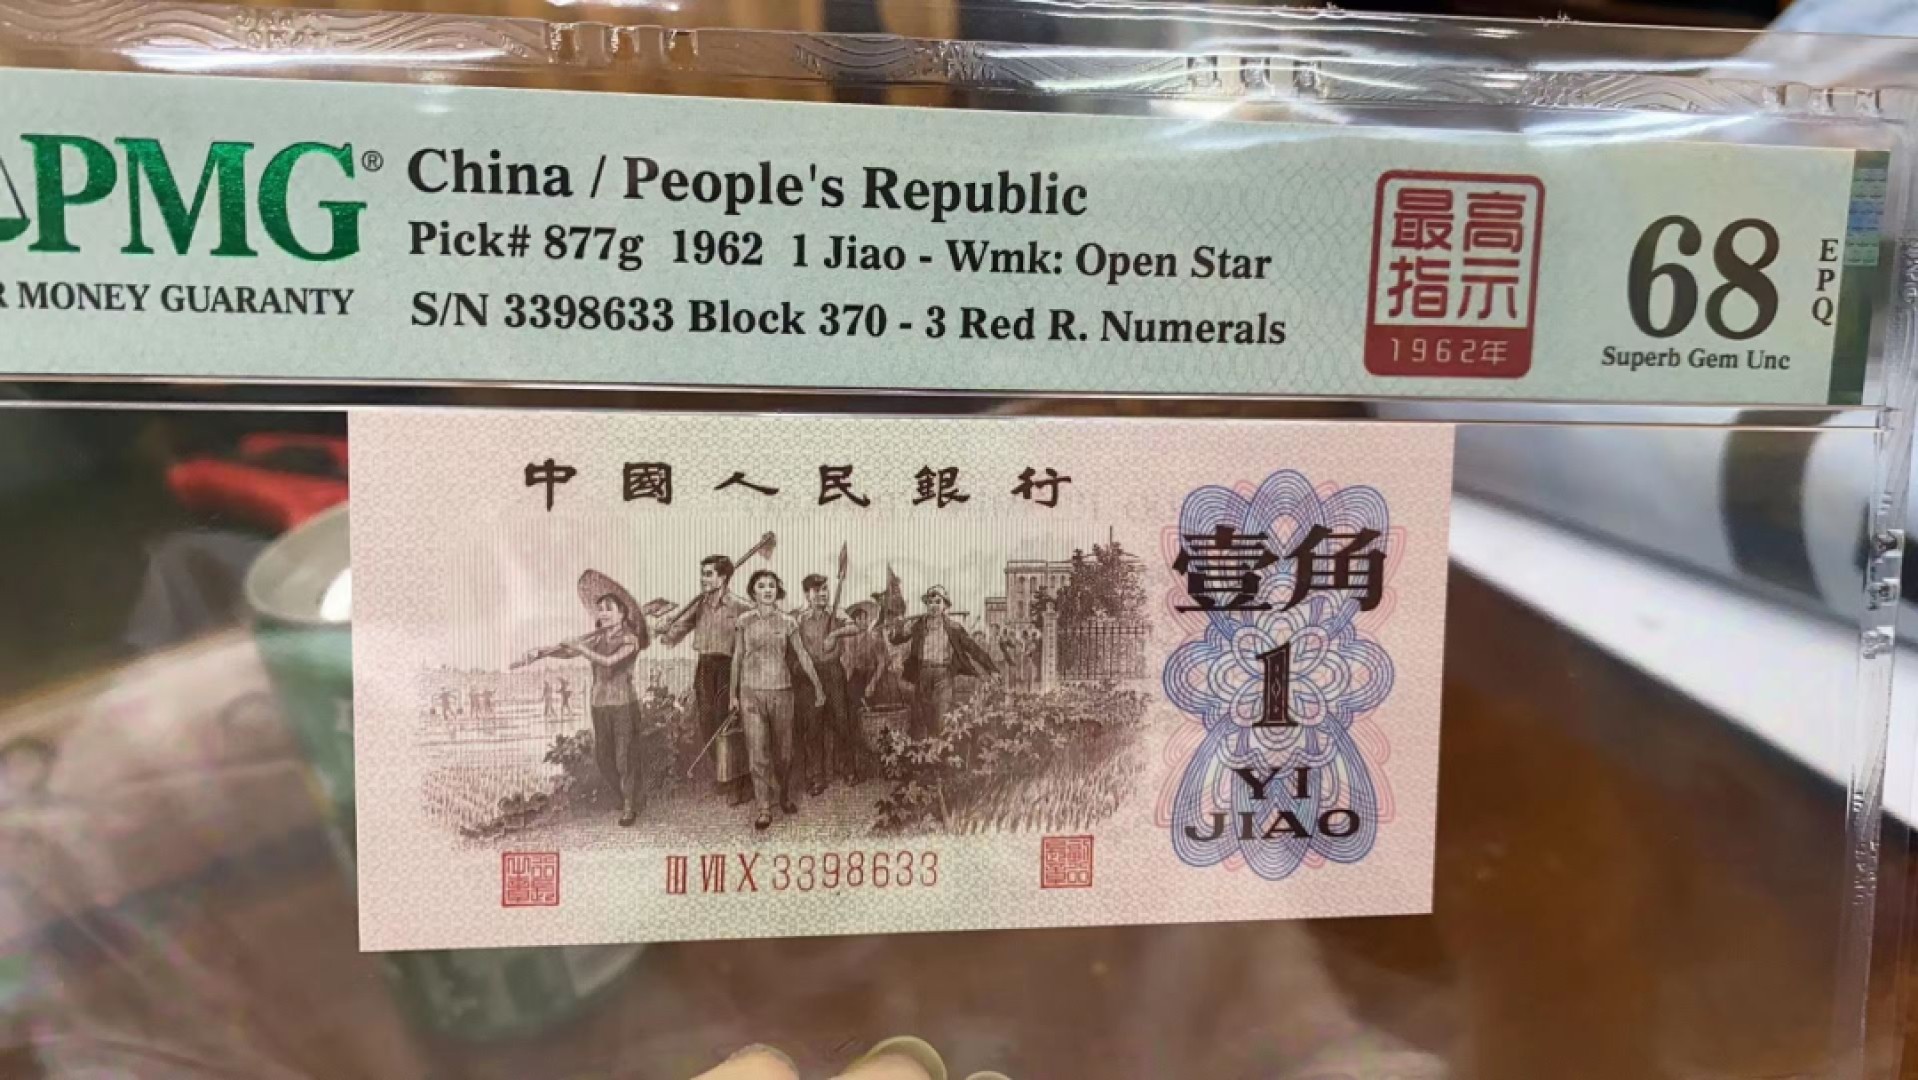 PMG®
R MONEY GUARANTY
China / People's Republic
Pick# 877g 1962 1 Jiao - Wmk: Open Star
S/N 3398633 Block 370 - 3 Red R. Numerals
最高
指示
1962年
68
EPQ
Superb Gem Unc
中國人民銀行
壹角
1
YI
JIAO
III VII X 3398633